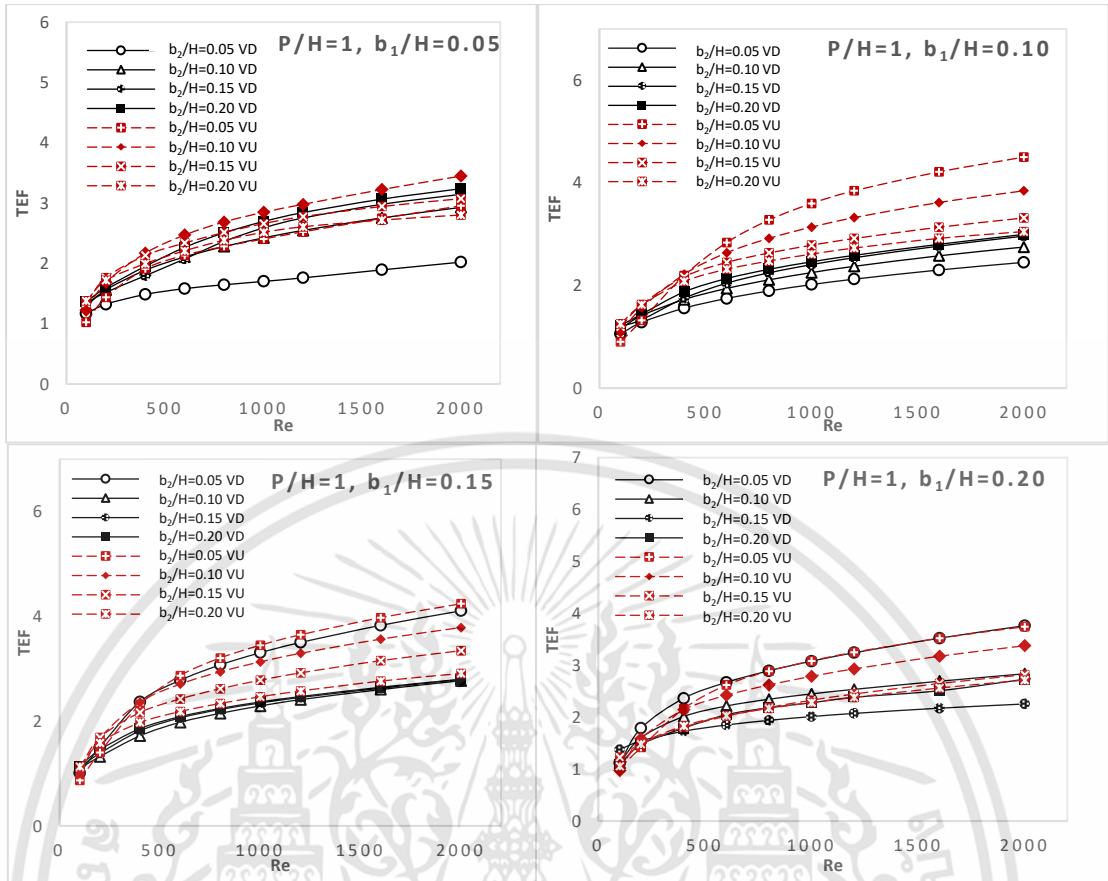 P/H=1, b₁/H=0.05
b₂/H=0.05 VD
b₂/H=0.10 VD
b₂/H=0.15 VD
b₂/H=0.20 VD
b₂/H=0.05 VU
b₂/H=0.10 VU
b₂/H=0.15 VU
b₂/H=0.20 VU
6
5
4
3
2
1
0
TEF
0 500 1000 1500 2000
Re
P/H=1, b₁/H=0.10
b₂/H=0.05 VD
b₂/H=0.10 VD
b₂/H=0.15 VD
b₂/H=0.20 VD
b₂/H=0.05 VU
b₂/H=0.10 VU
b₂/H=0.15 VU
b₂/H=0.20 VU
6
4
2
0
TEF
0 500 1000 1500 2000
Re
P/H=1, b₁/H=0.15
b₂/H=0.05 VD
b₂/H=0.10 VD
b₂/H=0.15 VD
b₂/H=0.20 VD
b₂/H=0.05 VU
b₂/H=0.10 VU
b₂/H=0.15 VU
b₂/H=0.20 VU
6
4
2
0
TEF
0 500 1000 1500 2000
Re
P/H=1, b₁/H=0.20
b₂/H=0.05 VD
b₂/H=0.10 VD
b₂/H=0.15 VD
b₂/H=0.20 VD
b₂/H=0.05 VU
b₂/H=0.10 VU
b₂/H=0.15 VU
b₂/H=0.20 VU
7
6
5
4
3
2
1
0
TEF
0 500 1000 1500 2000
Re